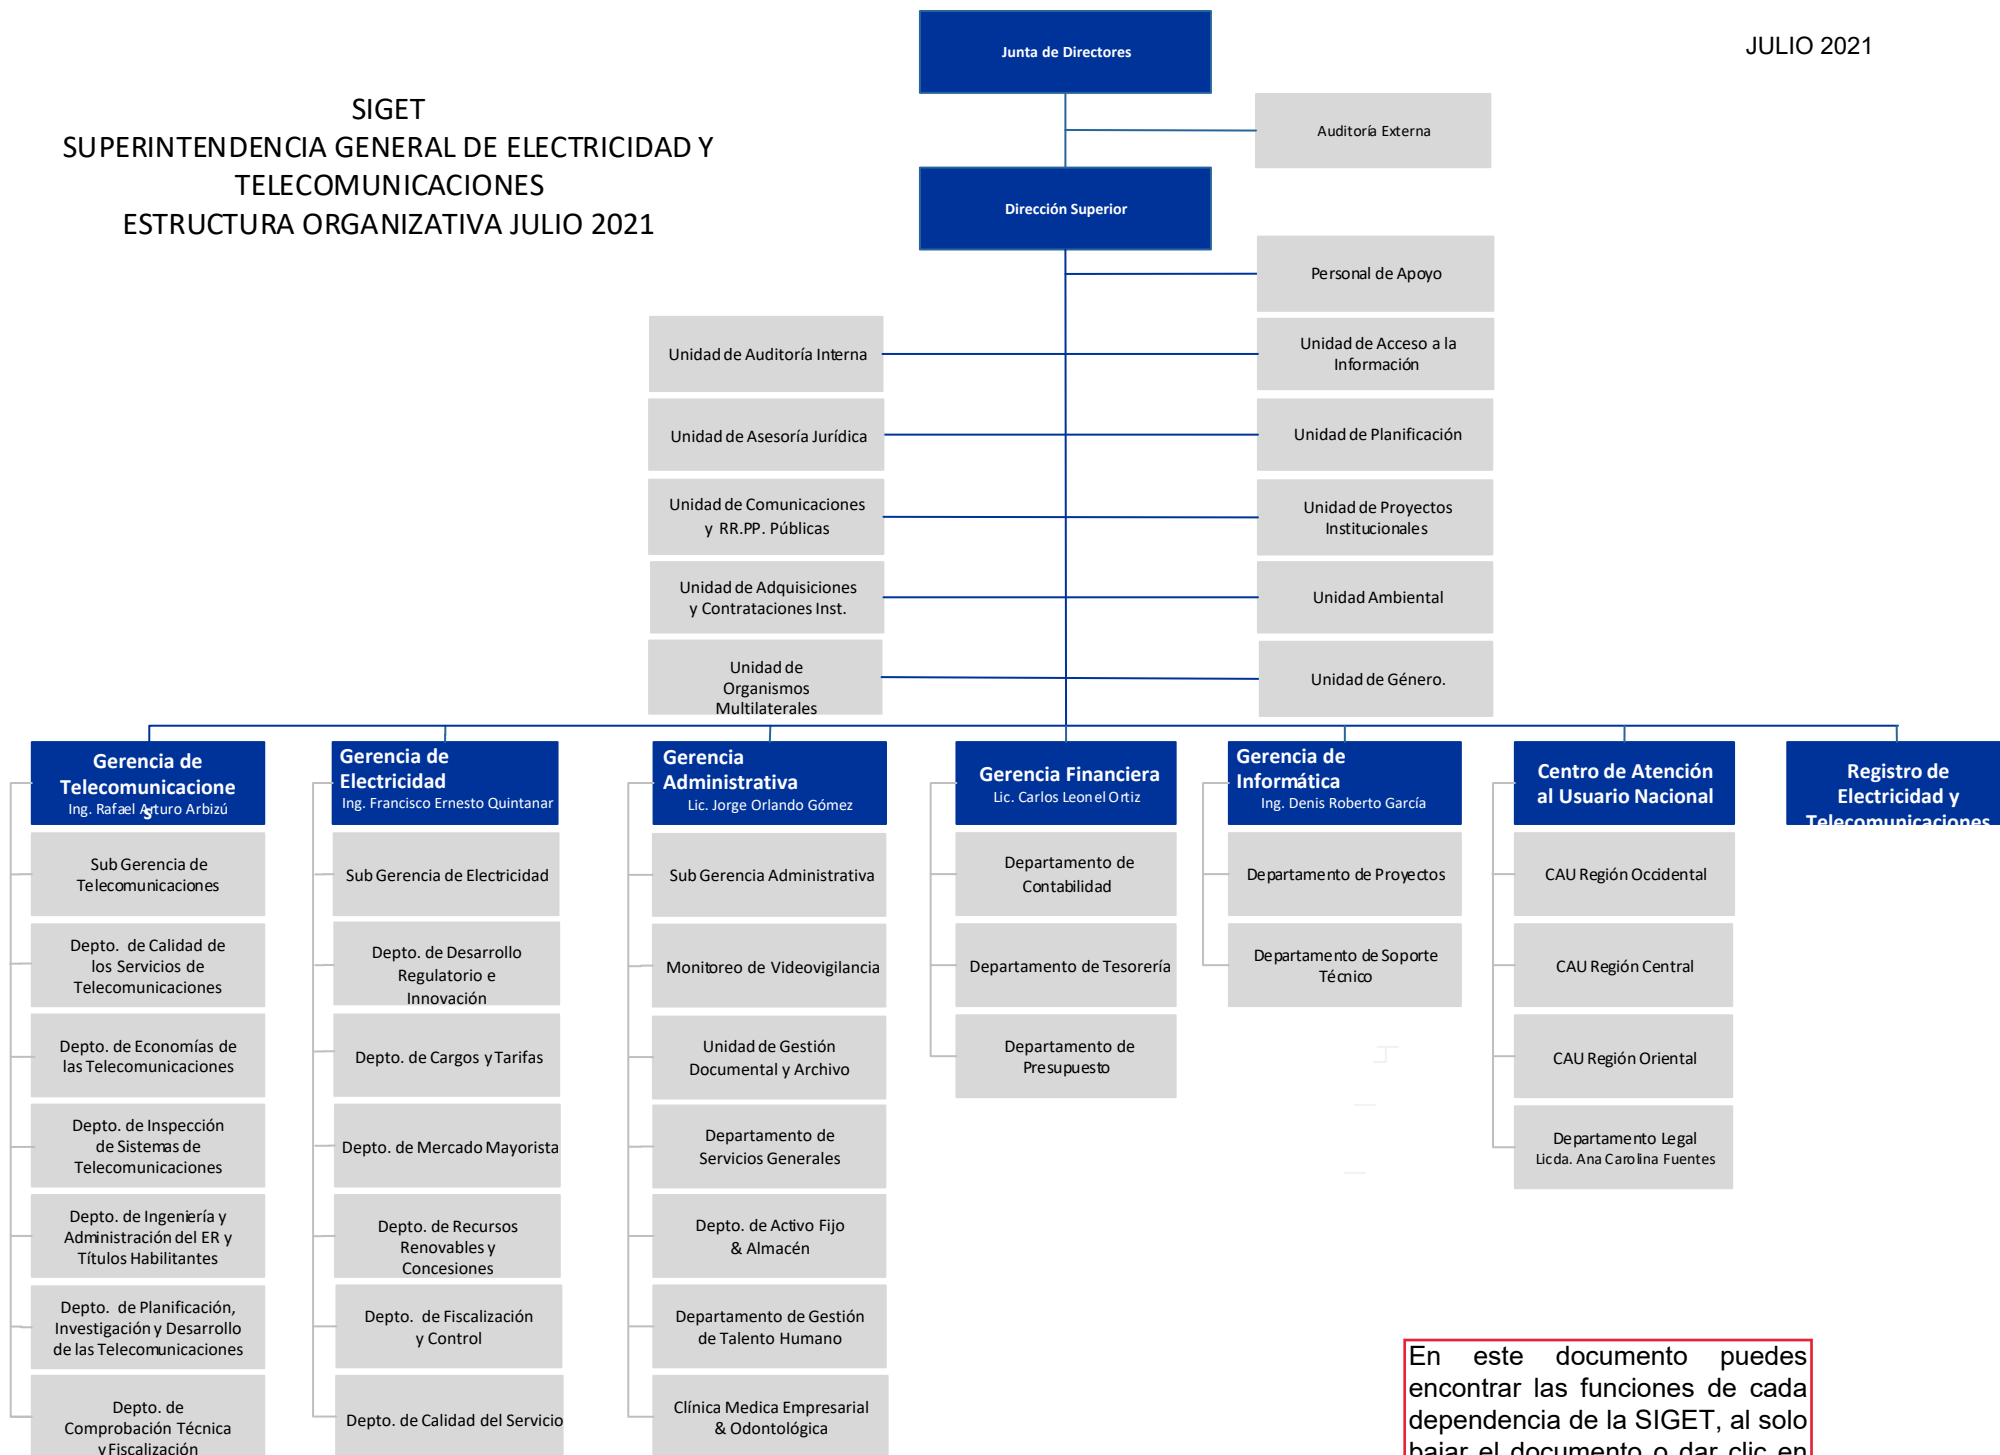 JULIO 2021
SIGET
SUPERINTENDENCIA GENERAL DE ELECTRICIDAD Y
TELECOMUNICACIONES
ESTRUCTURA ORGANIZATIVA JULIO 2021
Junta de Directores
Auditoría Externa
Dirección Superior
Personal de Apoyo
Unidad de Auditoría Interna
Unidad de Acceso a la
Información
Unidad de Asesoría Jurídica
Unidad de Planificación
Unidad de Comunicaciones
y RR.PP. Públicas
Unidad de Proyectos
Institucionales
Unidad de Adquisiciones
y Contrataciones Inst.
Unidad Ambiental
Unidad de
Organismos
Multilaterales
Unidad de Género.
Gerencia de
Telecomunicacione
s
Ing. Rafael Arturo Arbizú
Sub Gerencia de
Telecomunicaciones
Depto. de Calidad de
los Servicios de
Telecomunicaciones
Depto. de Economías de
las Telecomunicaciones
Depto. de Inspección
de Sistemas de
Telecomunicaciones
Depto. de Ingeniería y
Administración del ER y
Títulos Habilitantes
Depto. de Planificación,
Investigación y Desarrollo
de las Telecomunicaciones
Depto. de
Comprobación Técnica
y Fiscalización
Gerencia de
Electricidad
Ing. Francisco Ernesto Quintanar
Sub Gerencia de Electricidad
Depto. de Desarrollo
Regulatorio e
Innovación
Depto. de Cargos y Tarifas
Depto. de Mercado Mayorista
Depto. de Recursos
Renovables y
Concesiones
Depto. de Fiscalización
y Control
Depto. de Calidad del Servicio
Gerencia
Administrativa
Lic. Jorge Orlando Gómez
Sub Gerencia Administrativa
Monitoreo de Videovigilancia
Unidad de Gestión
Documental y Archivo
Departamento de
Servicios Generales
Depto. de Activo Fijo
& Almacén
Departamento de Gestión
de Talento Humano
Clínica Medica Empresarial
& Odontológica
Gerencia Financiera
Lic. Carlos Leonel Ortiz
Departamento de
Contabilidad
Departamento de Tesorería
Departamento de
Presupuesto
Gerencia de
Informática
Ing. Denis Roberto García
Departamento de Proyectos
Departamento de Soporte
Técnico
Centro de Atención
al Usuario Nacional
CAU Región Occidental
CAU Región Central
CAU Región Oriental
Departamento Legal
Licda. Ana Carolina Fuentes
Registro de
Electricidad y
Telecomunicaciones
En este documento puedes
encontrar las funciones de cada
dependencia de la SIGET, al solo
bajar el documento o dar clic en